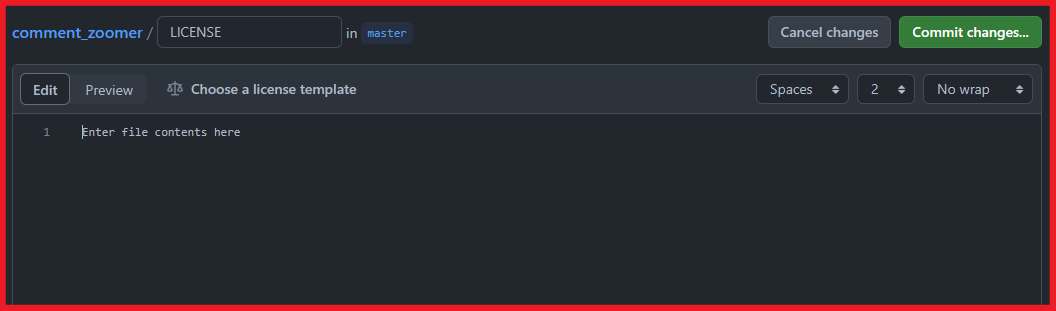 comment_zoomer / LICENSE in master Cancel changes Commit changes...
Edit Preview Choose a license template Spaces 2 No wrap
1 Enter file contents here